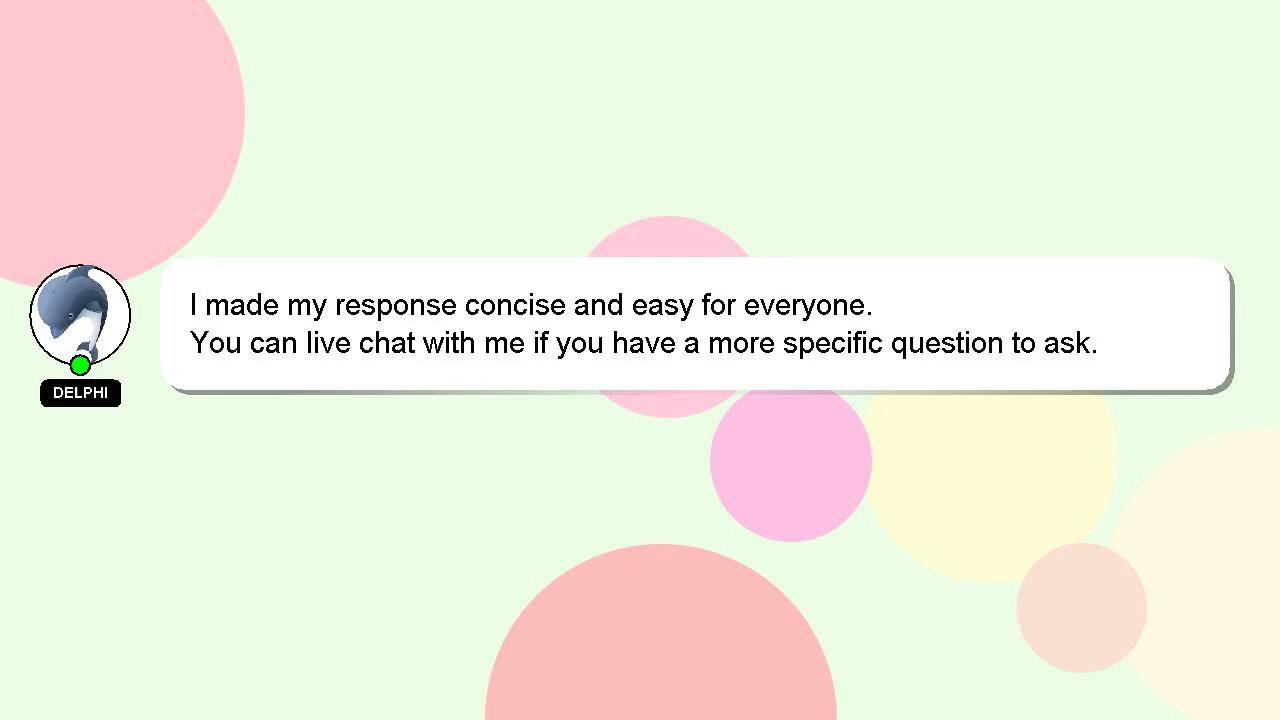 I made my response concise and easy for everyone.
You can live chat with me if you have a more specific question to ask.
DELPHI